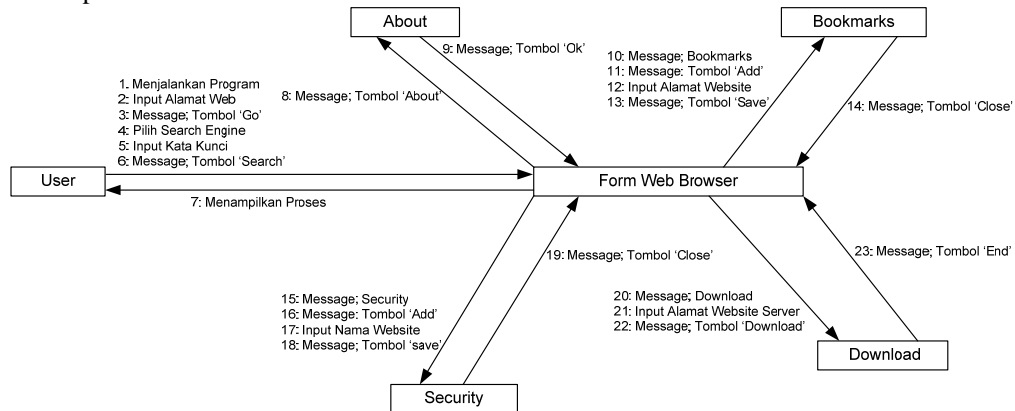 About
Bookmarks
9: Message; Tombol ‘Ok’
10: Message; Bookmarks
11: Message: Tombol ‘Add’
12: Input Alamat Website
13: Message; Tombol ‘Save’
1. Menjalankan Program
2: Input Alamat Web
3: Message; Tombol ‘Go’
4: Pilih Search Engine
5: Input Kata Kunci
6: Message; Tombol ‘Search’
8: Message; Tombol ‘About’
14: Message; Tombol ‘Close’
User
Form Web Browser
7: Menampilkan Proses
19: Message; Tombol ‘Close’
23: Message; Tombol ‘End’
15: Message; Security
16: Message: Tombol ‘Add’
17: Input Nama Website
18: Message; Tombol ‘save’
20: Message; Download
21: Input Alamat Website Server
22: Message; Tombol ‘Download’
Download
Security